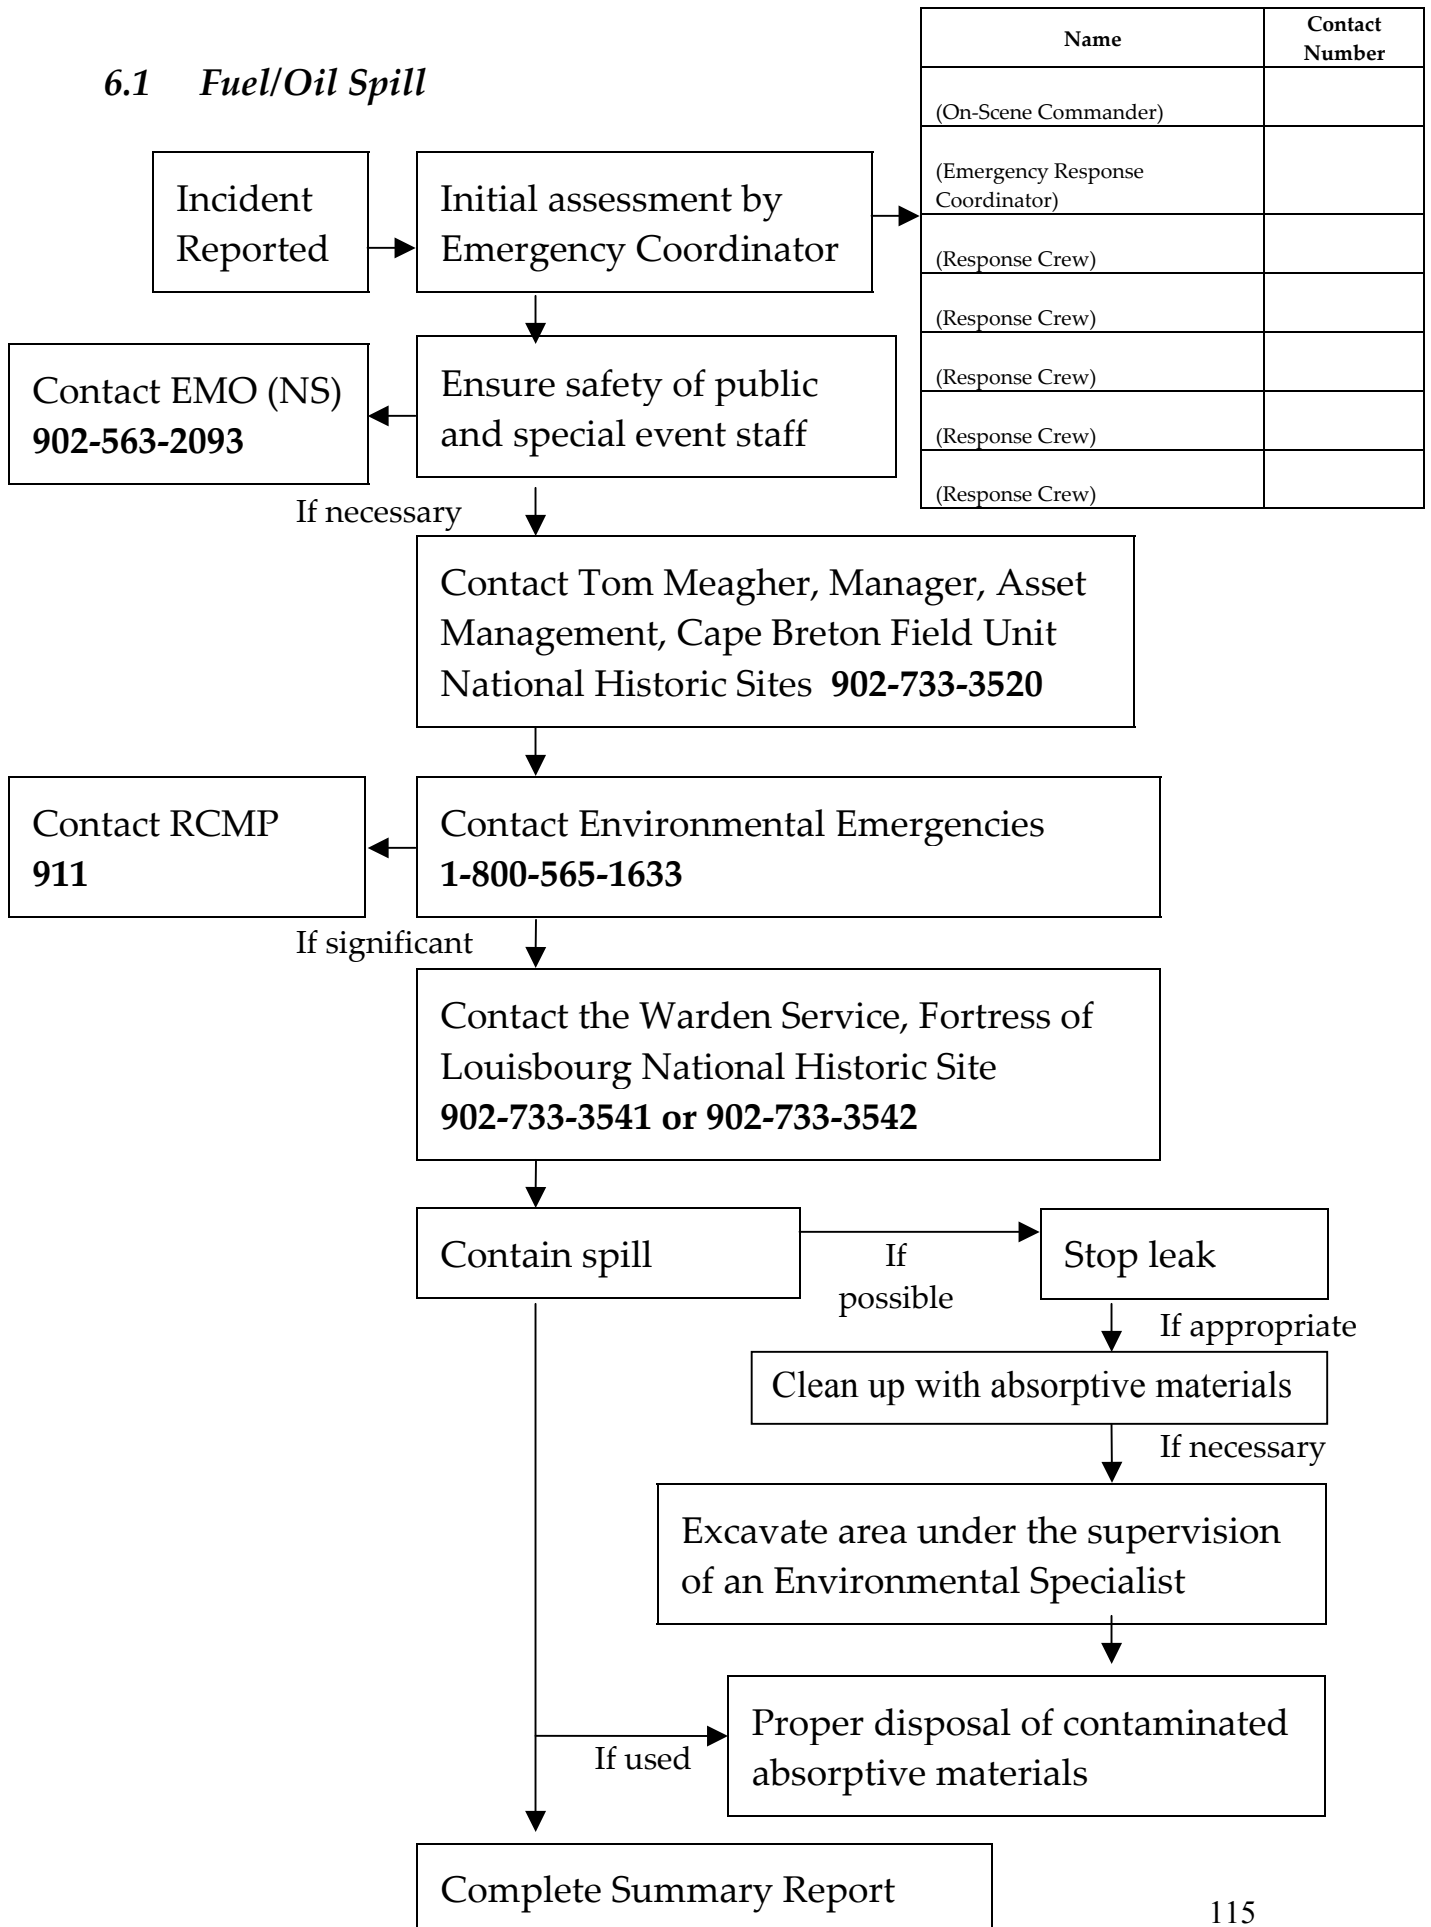 6.1 Fuel/Oil Spill
Name
Contact
Number
(On-Scene Commander)
(Emergency Response
Coordinator)
(Response Crew)
(Response Crew)
(Response Crew)
(Response Crew)
(Response Crew)
Incident
Reported
Initial assessment by
Emergency Coordinator
Contact EMO (NS)
902-563-2093
Ensure safety of public
and special event staff
If necessary
Contact Tom Meagher, Manager, Asset
Management, Cape Breton Field Unit
National Historic Sites 902-733-3520
Contact RCMP
911
Contact Environmental Emergencies
1-800-565-1633
If significant
Contact the Warden Service, Fortress of
Louisbourg National Historic Site
902-733-3541 or 902-733-3542
Contain spill
If
possible
Stop leak
If appropriate
Clean up with absorptive materials
If necessary
Excavate area under the supervision
of an Environmental Specialist
Proper disposal of contaminated
absorptive materials
If used
Complete Summary Report
115